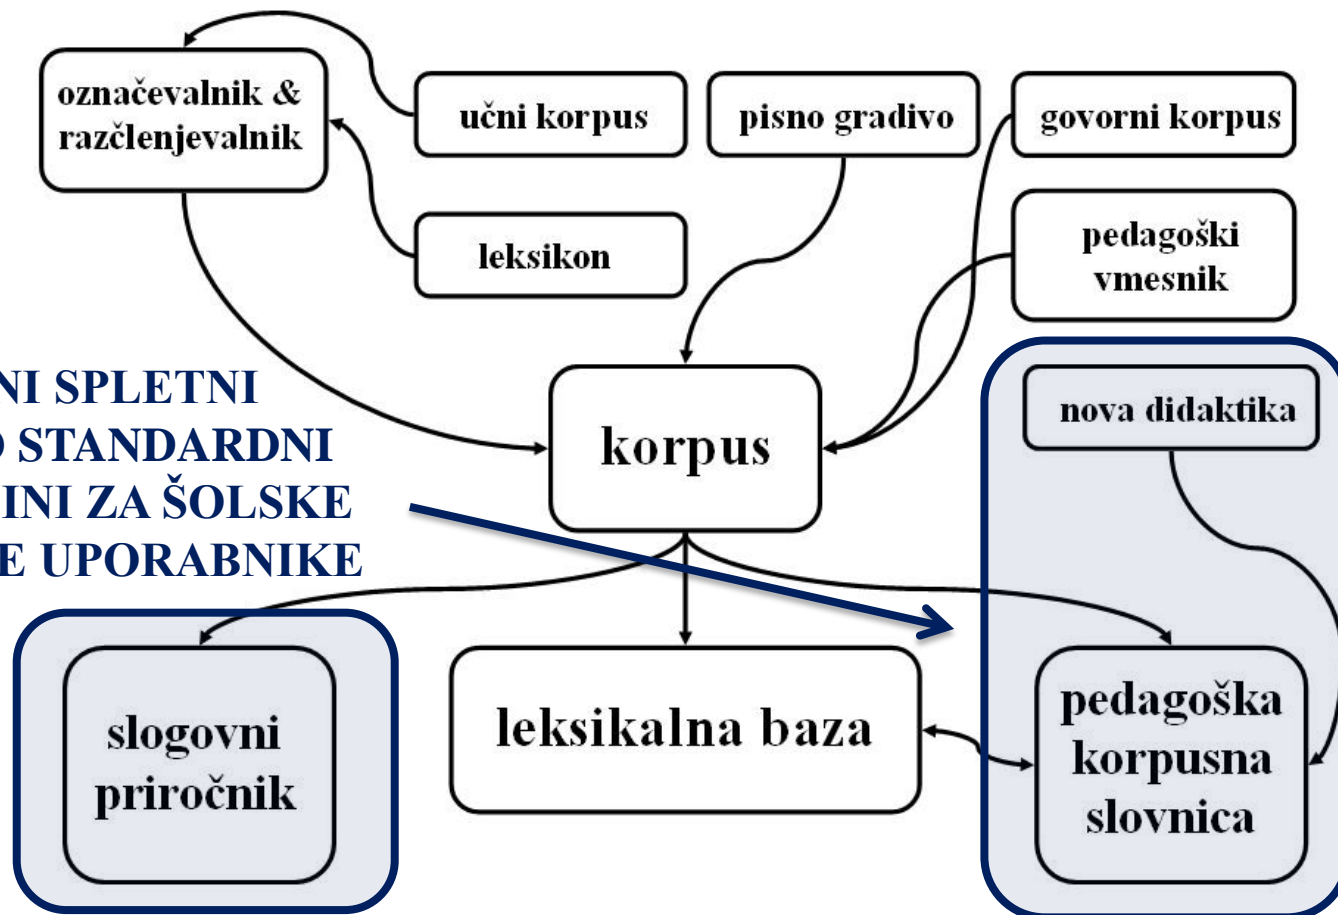 označevalnik &
razčlenjevalnik
učni korpus
pisno gradivo
govorni korpus
leksikon
pedagoški
vmesnik
NI SPLETNI
STANDARDNI
INI ZA ŠOLSKE
E UPORABNIKE
korpus
nova didaktika
slogovni
priročnik
leksikalna baza
pedagoška
korpusna
slovnica